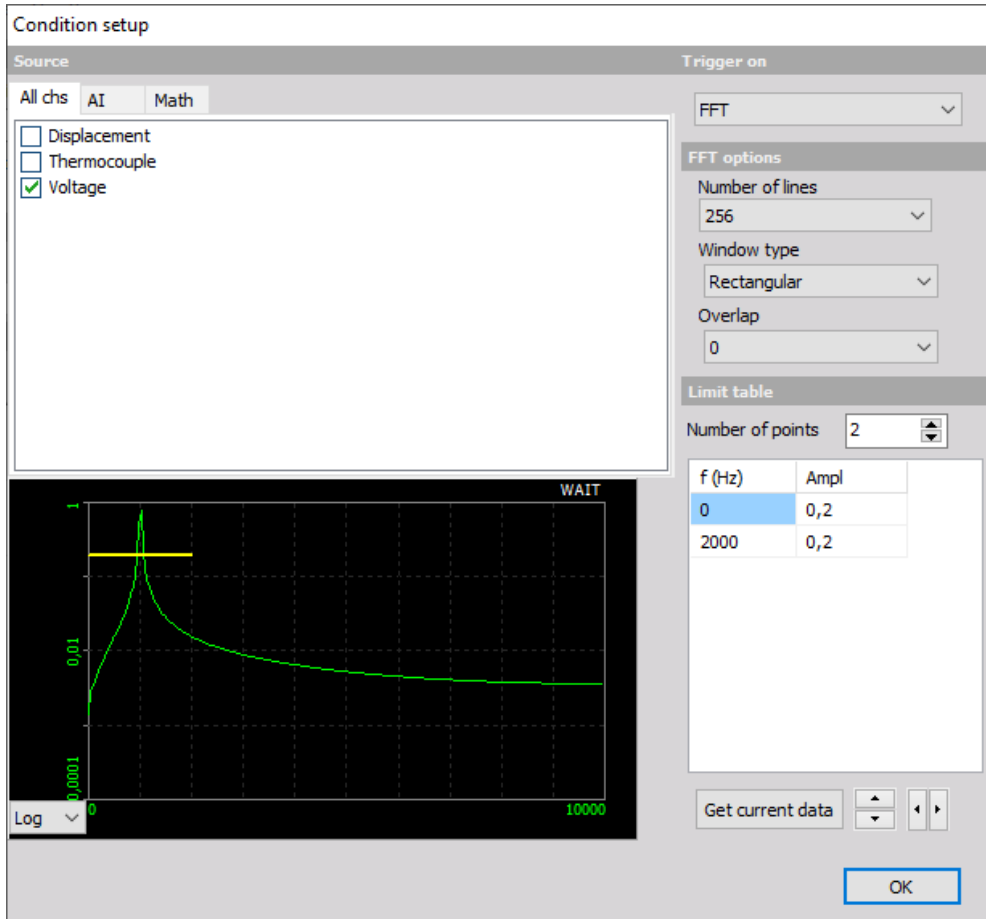 Condition setup
Source
All chs AI Math
Displacement
Thermocouple
Voltage
WAIT
1
0,01
0,0001
0
10000
Log
Trigger on
FFT
FFT options
Number of lines
256
Window type
Rectangular
Overlap
0
Limit table
Number of points 2
f (Hz) Ampl
0 0,2
2000 0,2
Get current data
OK